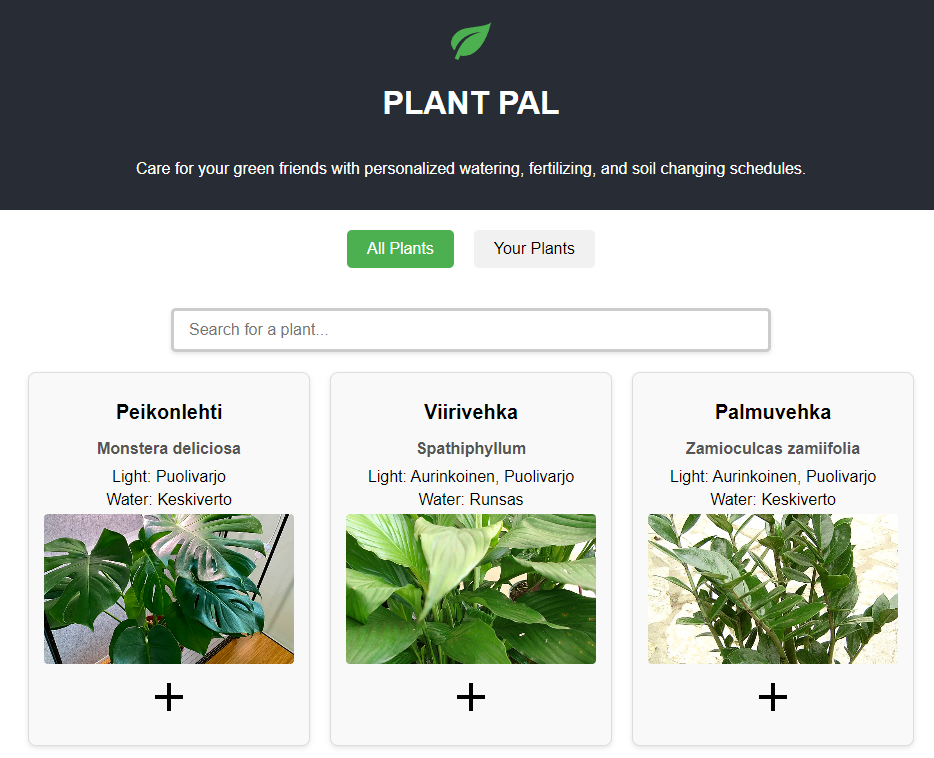 PLANT PAL
Care for your green friends with personalized watering, fertilizing, and soil changing schedules.
All Plants
Your Plants
Search for a plant...
Peikonlehti
Monstera deliciosa
Light: Puolivarjo
Water: Keskiverto
Viirivehka
Spathiphyllum
Light: Aurinkoinen, Puolivarjo
Water: Runsas
Palmuvehka
Zamioculcas zamiifolia
Light: Aurinkoinen, Puolivarjo
Water: Keskiverto